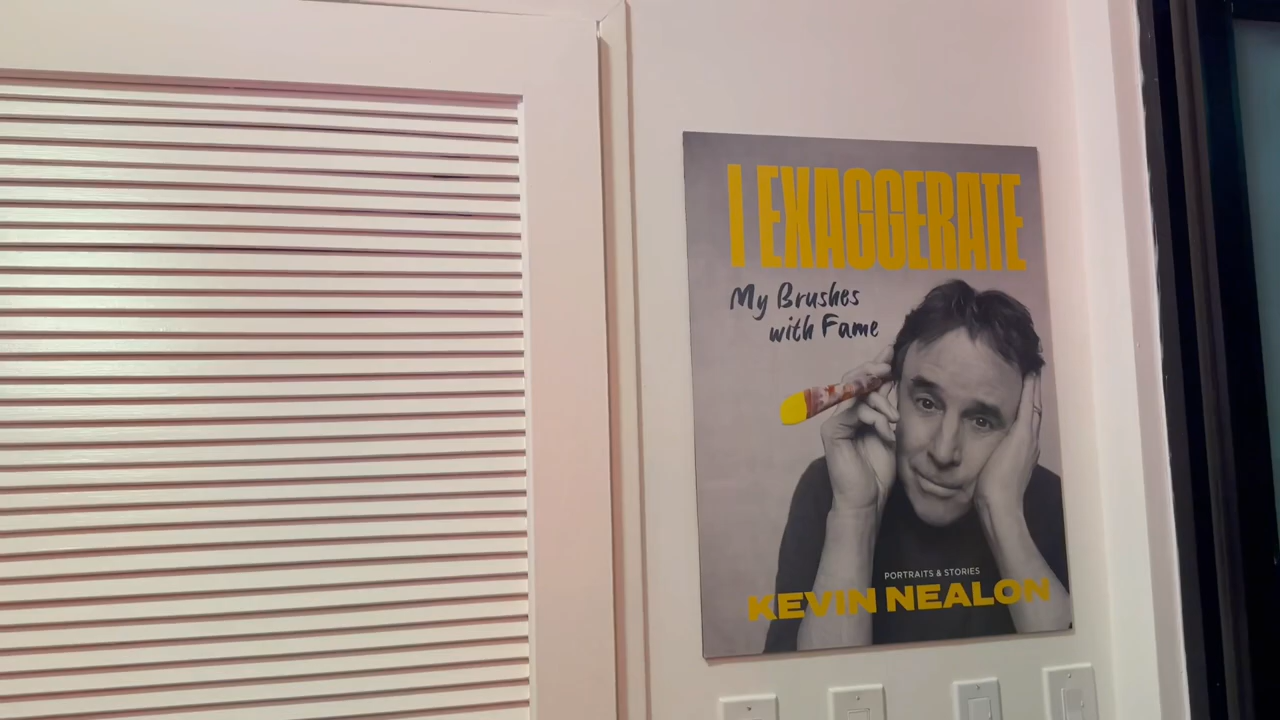 I EXAGGERATE
My Brushes
with Fame
PORTRAITS & STORIES
KEVIN NEALON